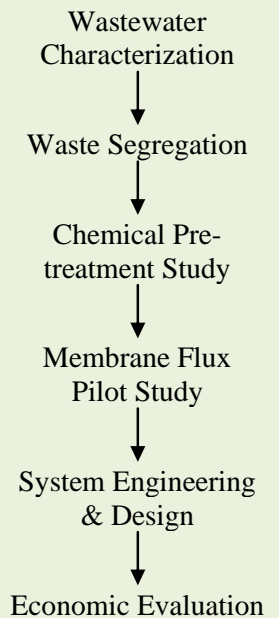 Wastewater
Characterization
Waste Segregation
Chemical Pre-
treatment Study
Membrane Flux
Pilot Study
System Engineering
& Design
Economic Evaluation